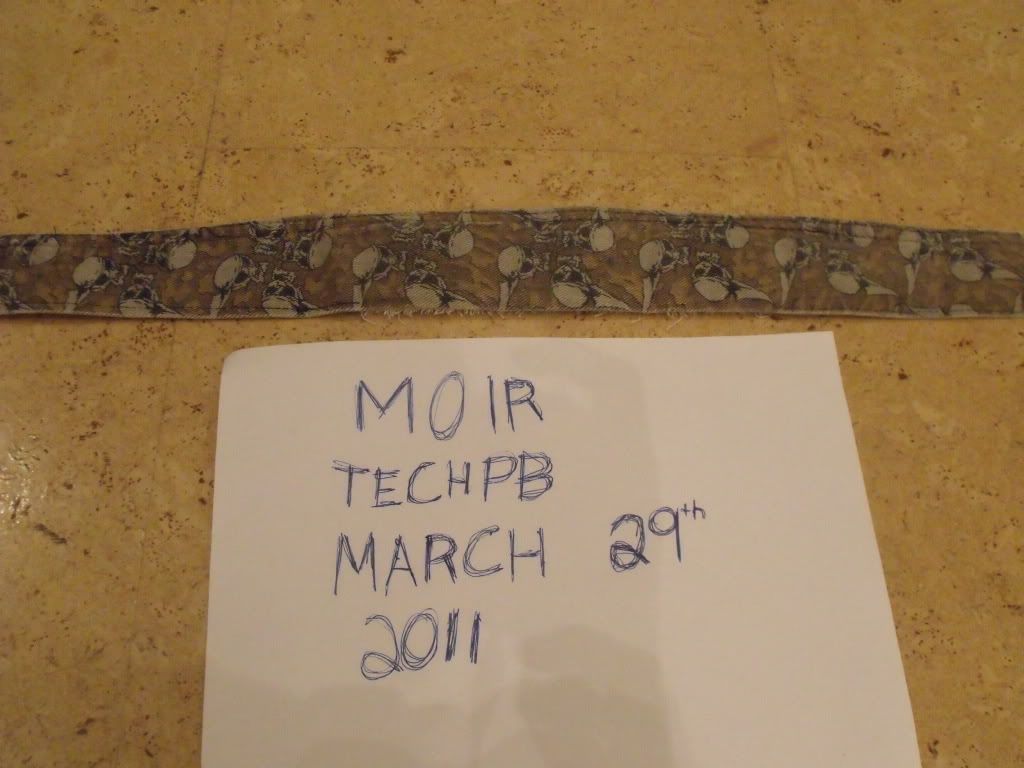 MOIR
TECHPB
MARCH 29th
2011